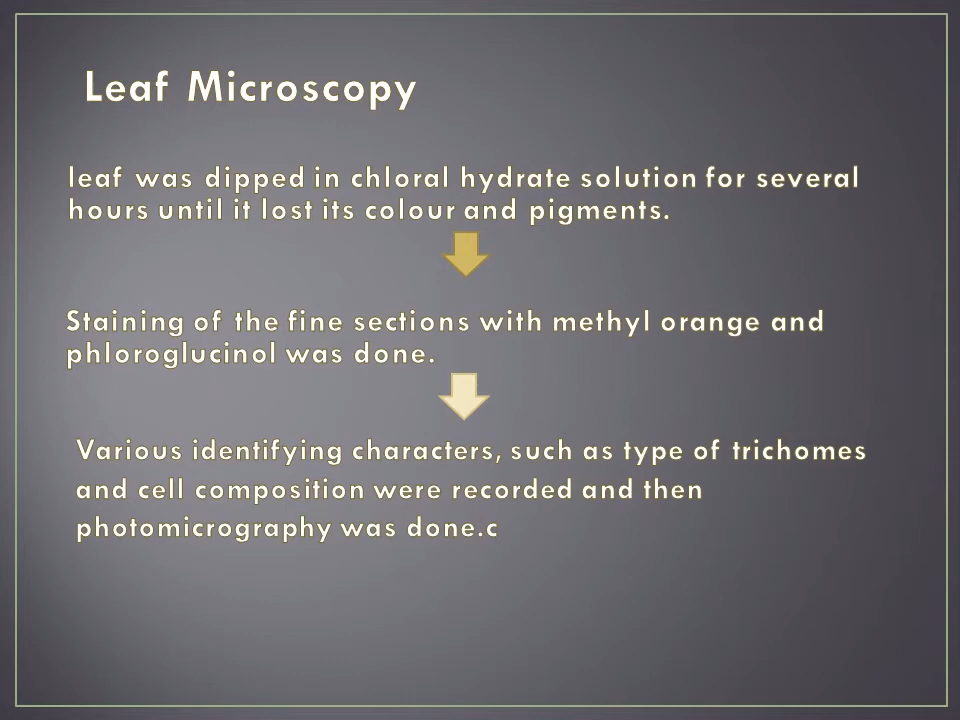 Leaf Microscopy
leaf was dipped in chloral hydrate solution for several
hours until it lost its colour and pigments.
Staining of the fine sections with methyl orange and
phloroglucinol was done.
Various identifying characters, such as type of trichomes
and cell composition were recorded and then
photomicrography was done.c